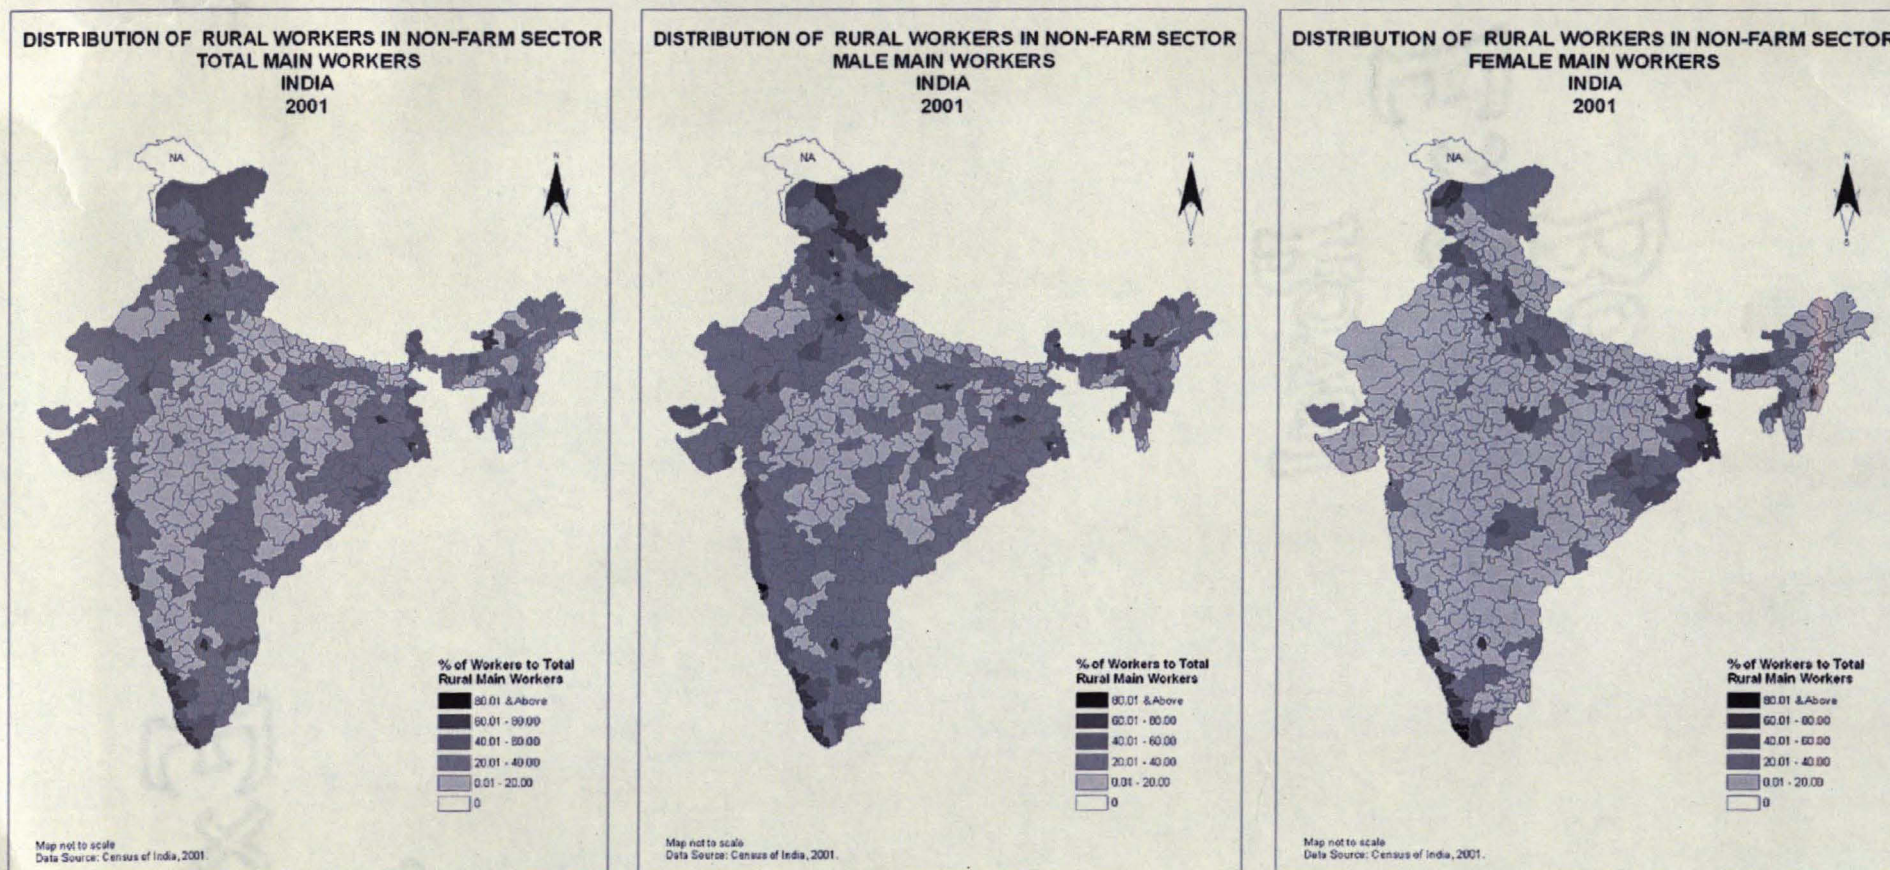 DISTRIBUTION OF RURAL WORKERS IN NON-FARM SECTOR
TOTAL MAIN WORKERS
INDIA
2001
NA
N
S
% of Workers to Total
Rural Main Workers
80.01 & Above
60.01 - 80.00
40.01 - 60.00
20.01 - 40.00
0.01 - 20.00
0
Map not to scale
Data Source: Census of India, 2001.
DISTRIBUTION OF RURAL WORKERS IN NON-FARM SECTOR
MALE MAIN WORKERS
INDIA
2001
NA
N
S
% of Workers to Total
Rural Main Workers
80.01 & Above
60.01 - 80.00
40.01 - 60.00
20.01 - 40.00
0.01 - 20.00
0
Map not to scale
Data Source: Census of India, 2001.
DISTRIBUTION OF RURAL WORKERS IN NON-FARM SECTOR
FEMALE MAIN WORKERS
INDIA
2001
NA
N
S
% of Workers to Total
Rural Main Workers
80.01 & Above
60.01 - 80.00
40.01 - 60.00
20.01 - 40.00
0.01 - 20.00
0
Map not to scale
Data Source: Census of India, 2001.